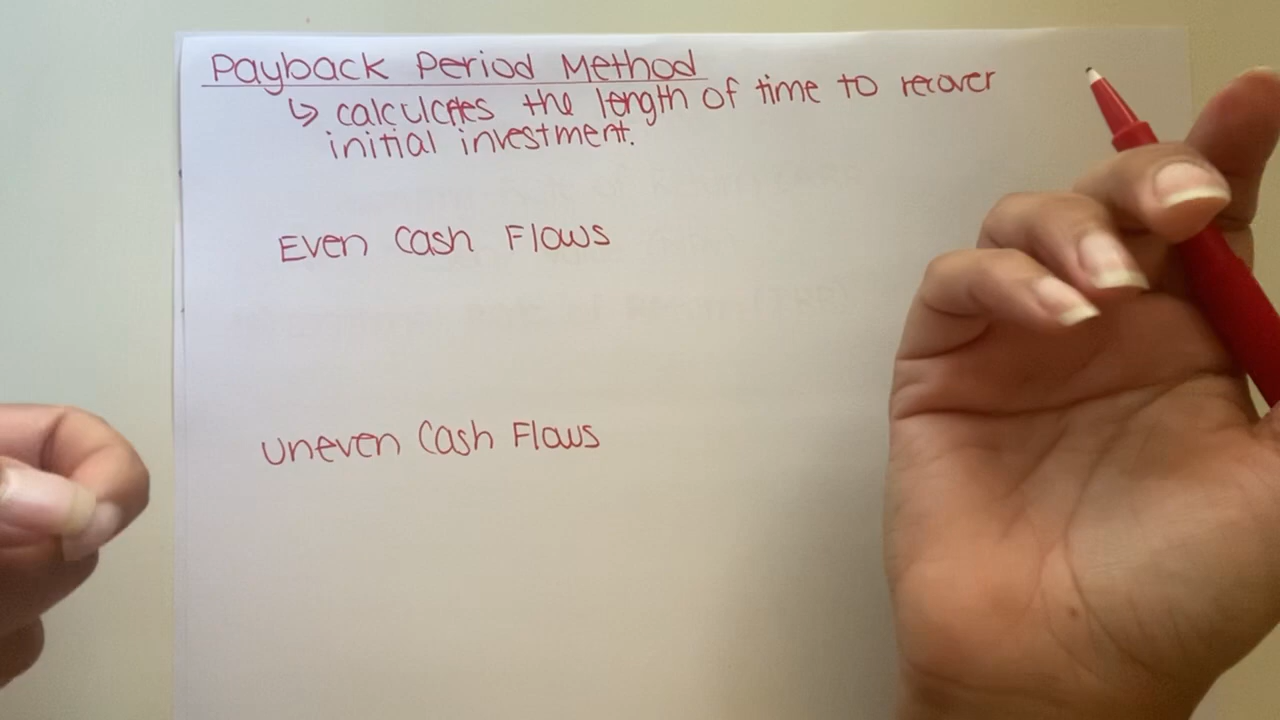 Payback Period Method
↳ calculates the length of time to recover
initial investment.
Even Cash Flows
Uneven Cash Flows